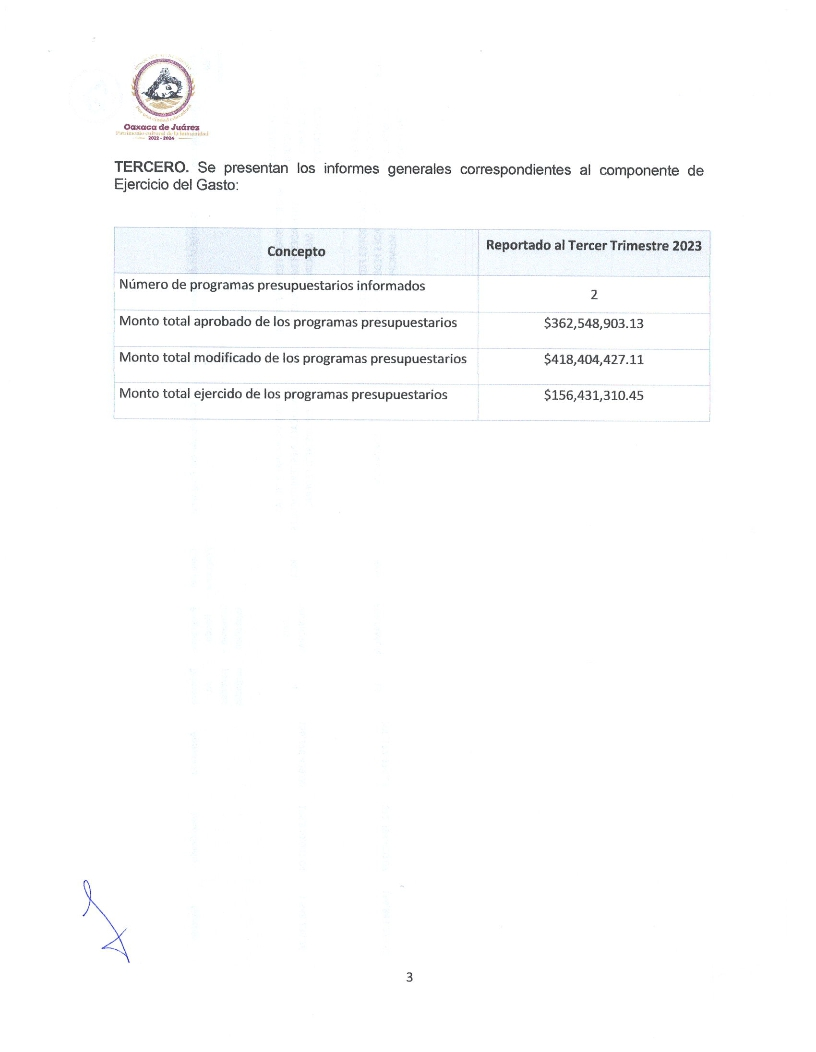 Oaxaca de Juárez
2022 - 2024
TERCERO. Se presentan los informes generales correspondientes al componente de
Ejercicio del Gasto:
Concepto
Reportado al Tercer Trimestre 2023
Número de programas presupuestarios informados
2
Monto total aprobado de los programas presupuestarios
$362,548,903.13
Monto total modificado de los programas presupuestarios
$418,404,427.11
Monto total ejercido de los programas presupuestarios
$156,431,310.45
3